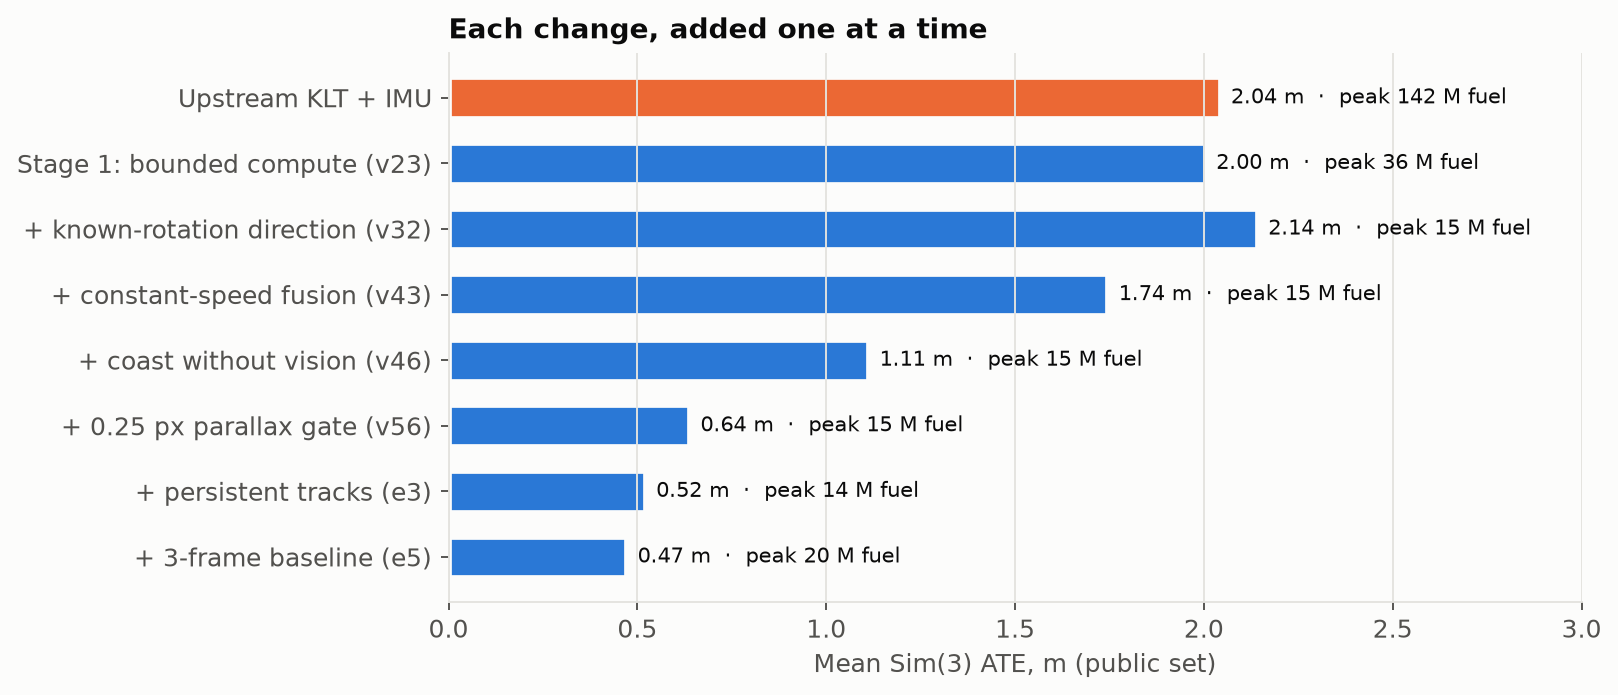 Each change, added one at a time
Upstream KLT + IMU
2.04 m · peak 142 M fuel
Stage 1: bounded compute (v23)
2.00 m · peak 36 M fuel
+ known-rotation direction (v32)
2.14 m · peak 15 M fuel
+ constant-speed fusion (v43)
1.74 m · peak 15 M fuel
+ coast without vision (v46)
1.11 m · peak 15 M fuel
+ 0.25 px parallax gate (v56)
0.64 m · peak 15 M fuel
+ persistent tracks (e3)
0.52 m · peak 14 M fuel
+ 3-frame baseline (e5)
0.47 m · peak 20 M fuel
0.0 0.5 1.0 1.5 2.0 2.5 3.0
Mean Sim(3) ATE, m (public set)